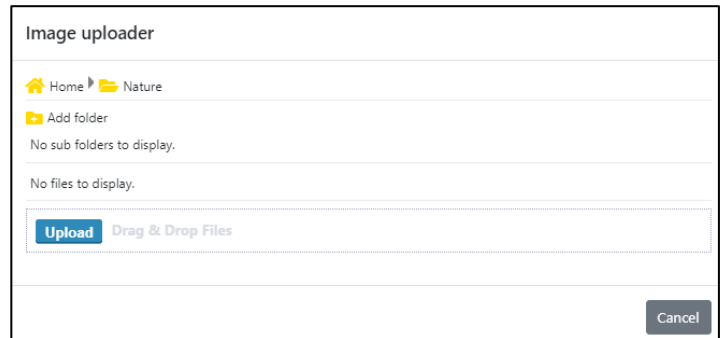 Image uploader
Home Nature
Add folder
No sub folders to display.
No files to display.
Upload Drag & Drop Files
Cancel